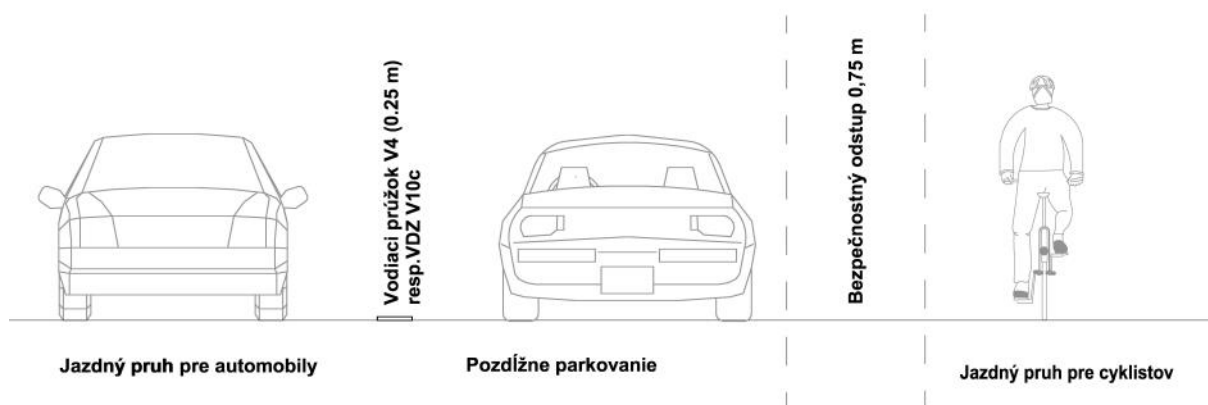 Vodiaci prúžok V4 (0.25 m)
resp.VDZ V10c
Bezpečnostný odstup 0,75 m
Jazdný pruh pre automobily
Pozdĺžne parkovanie
Jazdný pruh pre cyklistov